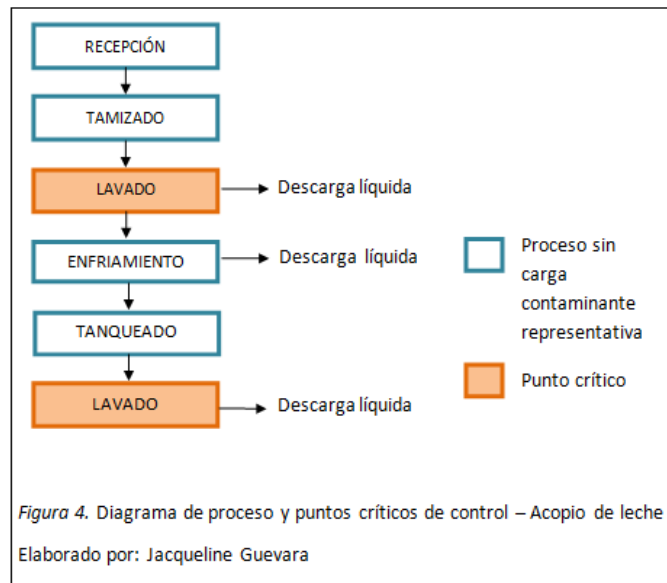 RECEPCIÓN
TAMIZADO
LAVADO
Descarga líquida
ENFRIAMIENTO
Descarga líquida
TANQUEADO
LAVADO
Descarga líquida
Proceso sin
carga
contaminante
representativa
Punto crítico
Figura 4. Diagrama de proceso y puntos críticos de control – Acopio de leche
Elaborado por: Jacqueline Guevara